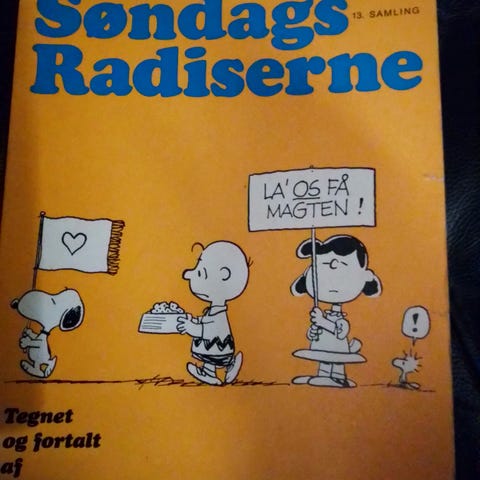 Søndags
13. SAMLING
Radiserne
LA' OS FÅ
MAGTEN !
!
Tegnet
og fortalt
af